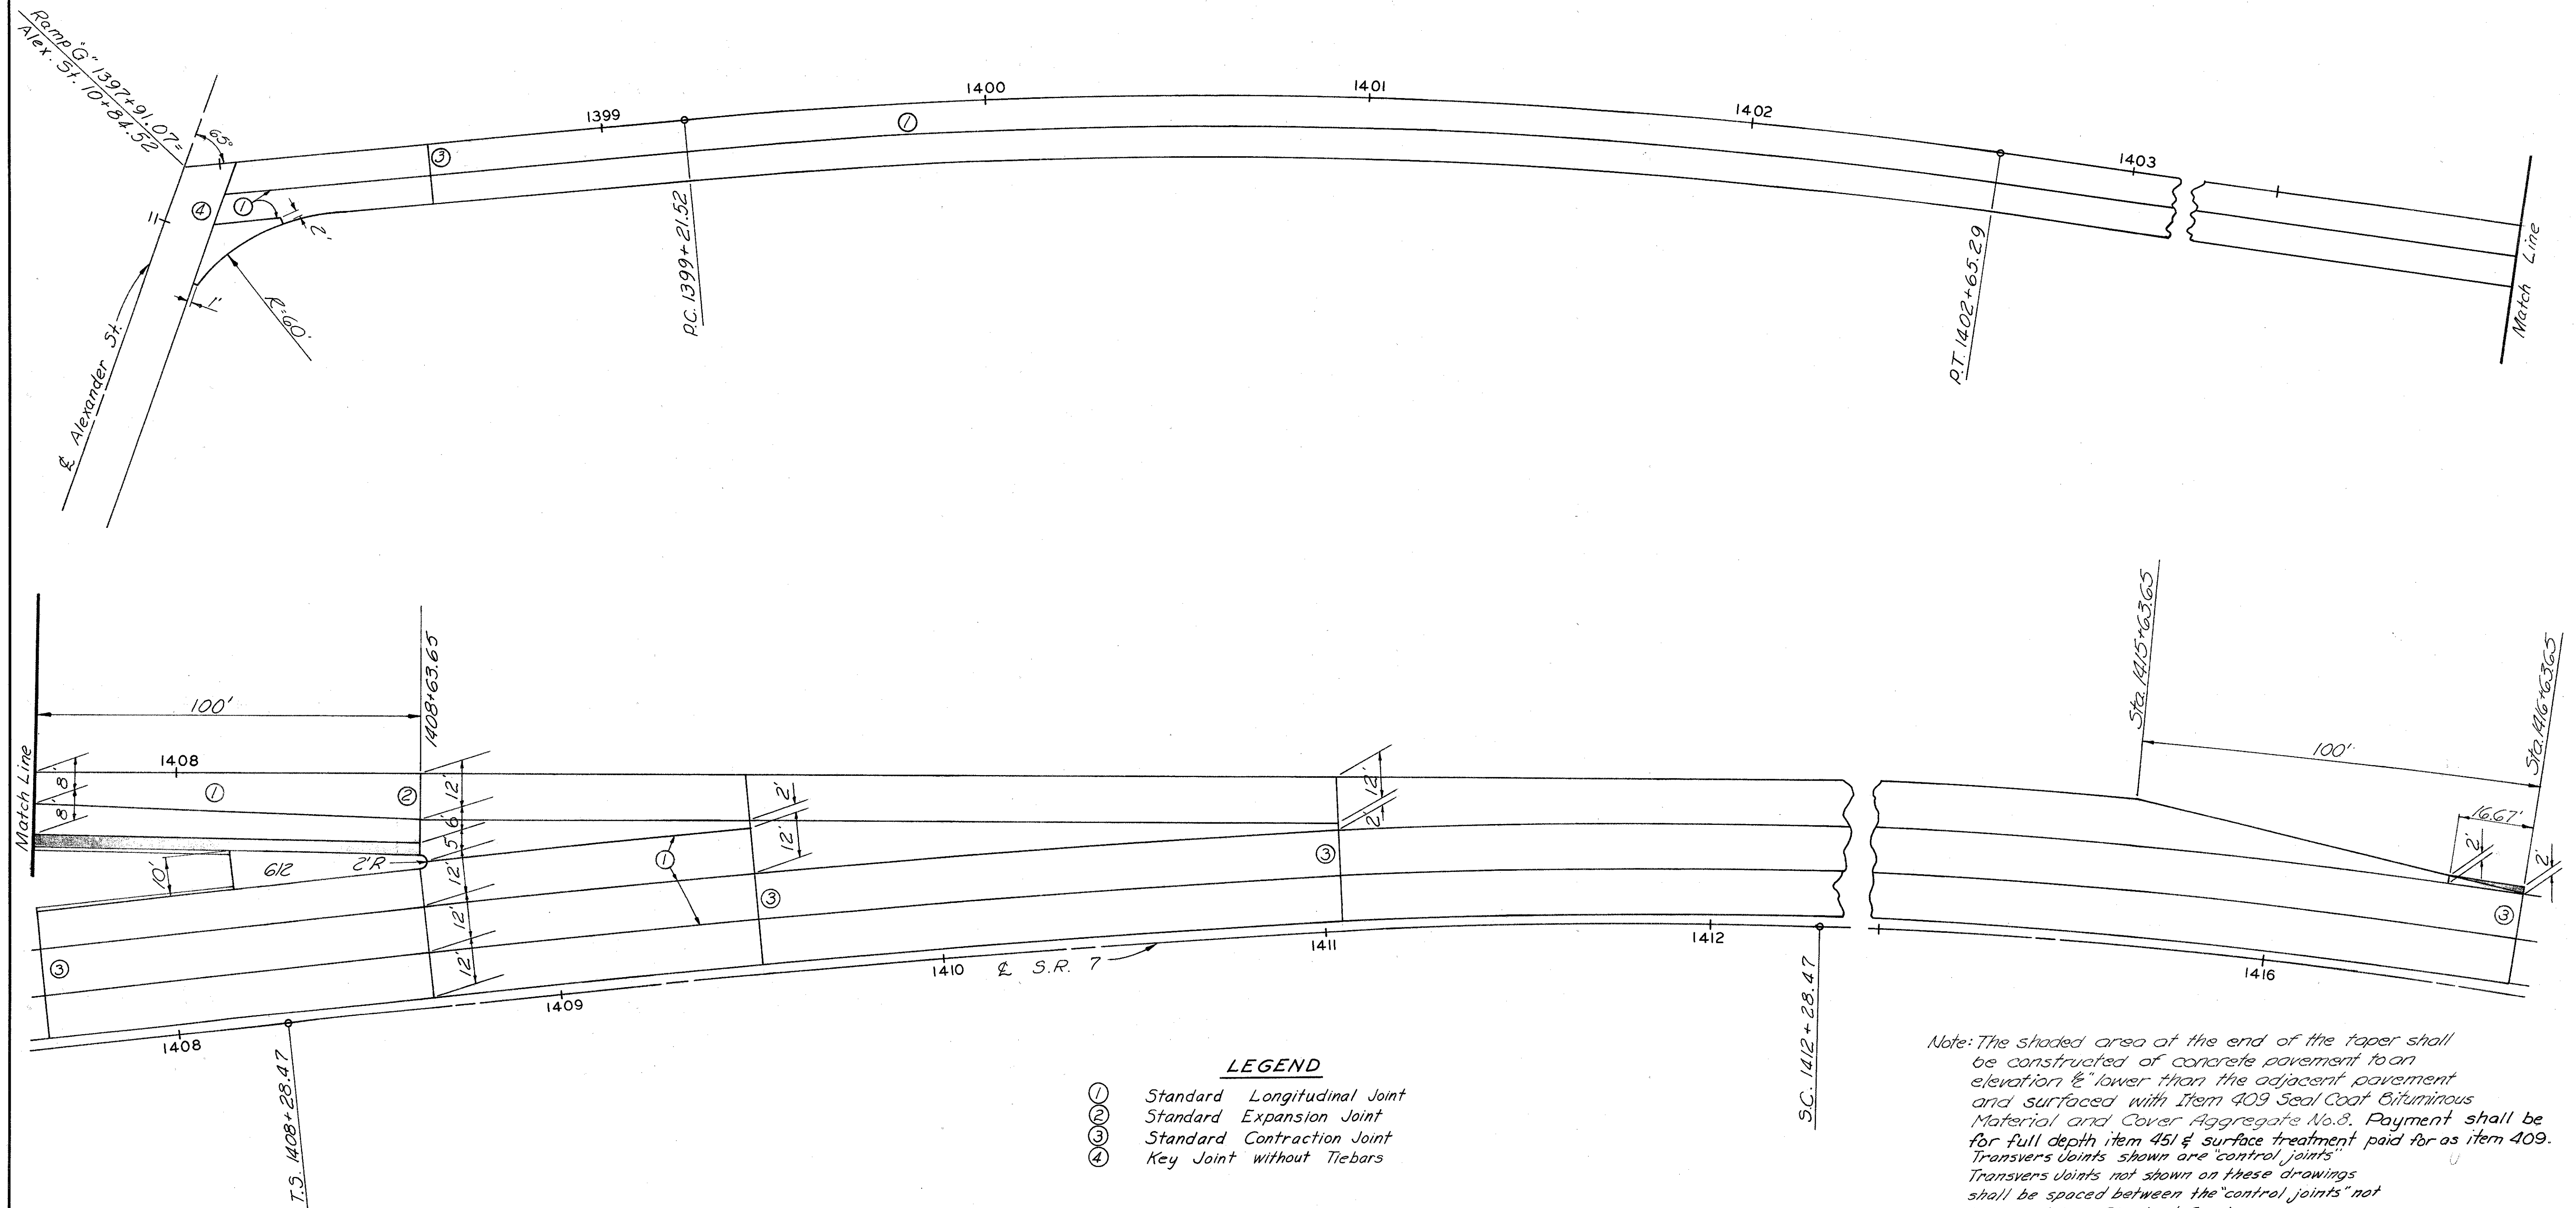 Ramp "G" 1397+91.07=
Alex. St. 10+84.52
65°
1399
1400
1401
1402
1403
①
③
④
①
11
2'
1'
R=60'
℄ Alexander St.
P.C. 1399+21.52
P.T. 1402+65.29
Match Line
Match Line
100'
1408+63.65
Sta. 1415+63.65
Sta. 1416+63.65
100'
16.67'
2'
2'
8'
8'
1408
①
②
12'
6'
5'
12'
12'
12'
2'
12'
12'
2'
10'
612
2'R
①
③
③
③
③
1408
1409
1410
℄ S.R. 7
1411
1412
1416
T.S. 1408+28.47
S.C. 1412+28.47
LEGEND
① Standard Longitudinal Joint
② Standard Expansion Joint
③ Standard Contraction Joint
④ Key Joint without Tiebars
Note: The shaded area at the end of the taper shall
be constructed of concrete pavement to an
elevation ½" lower than the adjacent pavement
and surfaced with Item 409 Seal Coat Bituminous
Material and Cover Aggregate No.8. Payment shall be
for full depth item 451 & surface treatment paid for as item 409.
Transvers Joints shown are "control joints"
Transvers Joints not shown on these drawings
shall be spaced between the "control joints" not